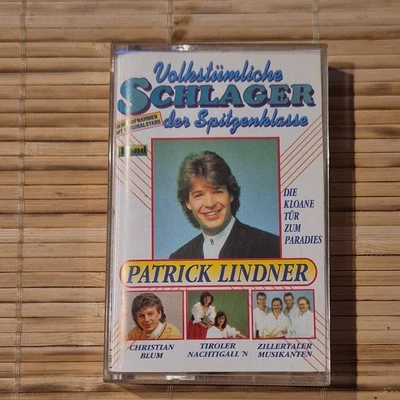 Volkstümliche
SCHLAGER
der Spitzenklasse
DIE
KLOANE
TÜR
ZUM
PARADIES
PATRICK LINDNER
CHRISTIAN
BLUM
TIROLER
NACHTIGALL'N
ZILLERTALER
MUSIKANTEN